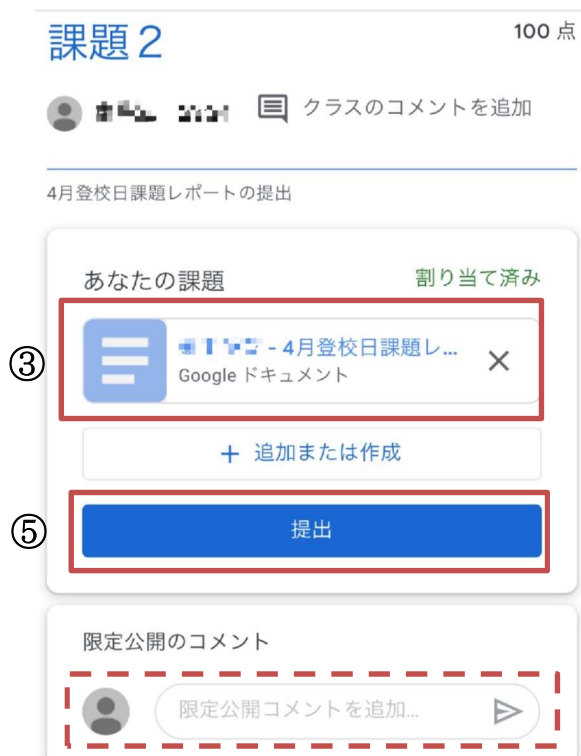 課題2
100 点
クラスのコメントを追加
4月登校日課題レポートの提出
あなたの課題
割り当て済み
③
- 4月登校日課題レ...
Google ドキュメント
+ 追加または作成
⑤
提出
限定公開のコメント
限定公開コメントを追加...